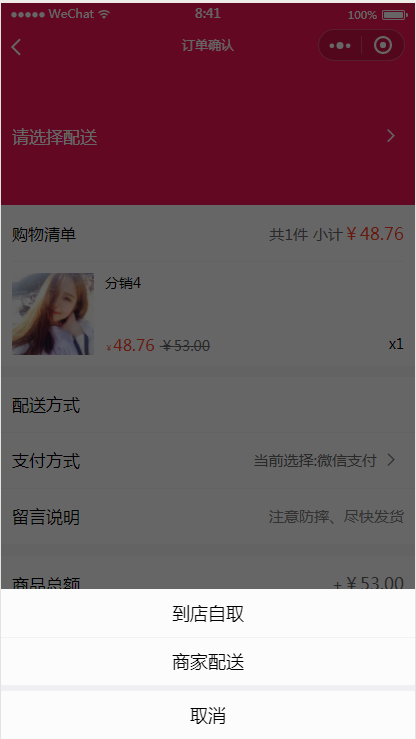 ●●●●● WeChat 8:41 100%
订单确认
请选择配送
购物清单 共1件 小计¥48.76
分销4
¥48.76 ¥53.00 x1
配送方式
支付方式 当前选择:微信支付
留言说明 注意防摔、尽快发货
商品总额 +¥53.00
到店自取
商家配送
取消